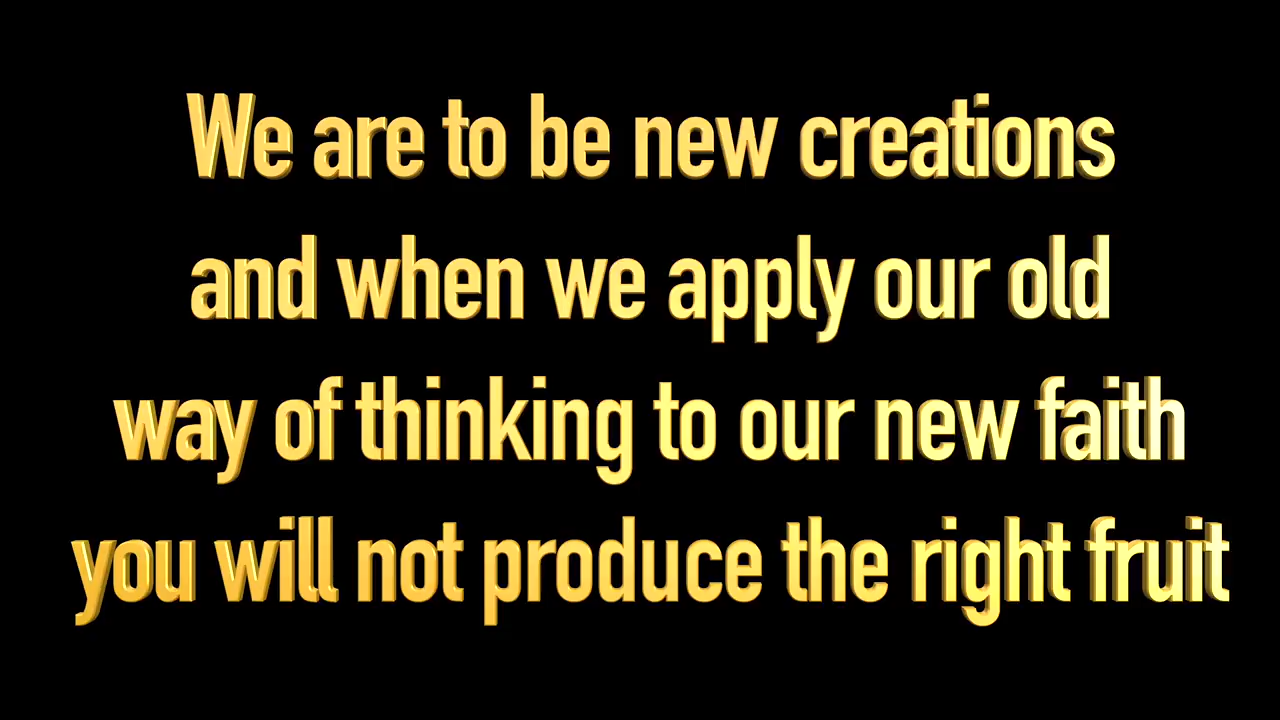 We are to be new creations
and when we apply our old
way of thinking to our new faith
you will not produce the right fruit